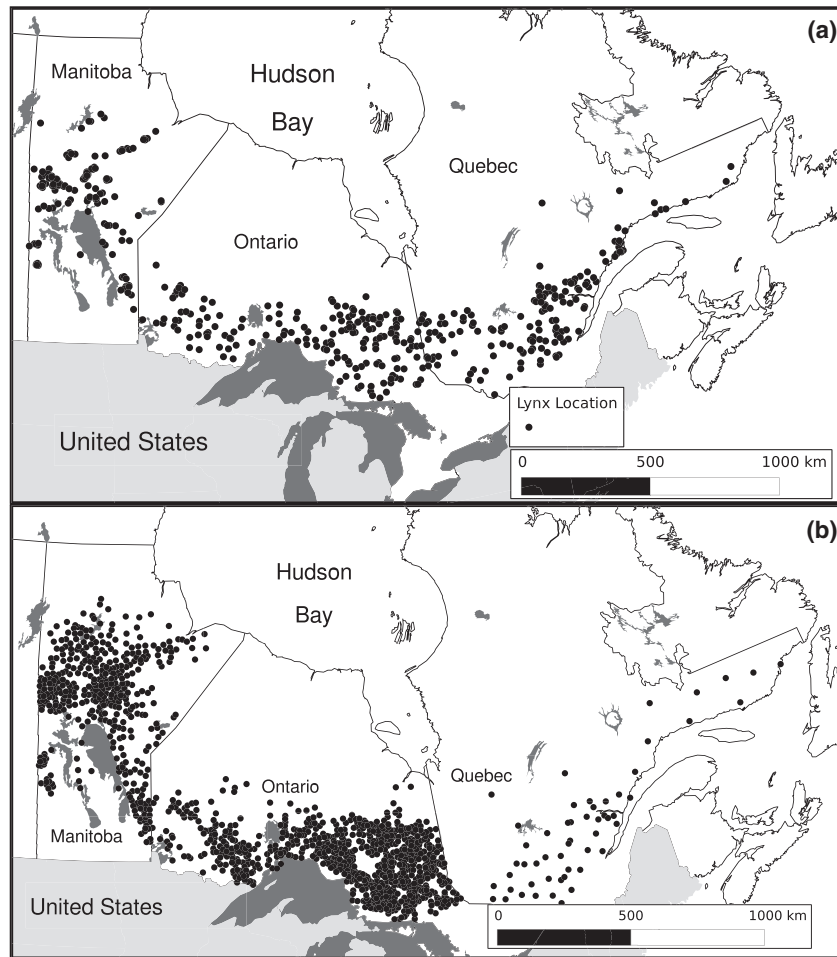 (a)
Manitoba
Hudson
Bay
Quebec
Ontario
Lynx Location
United States
0 500 1000 km
(b)
Hudson
Bay
Ontario
Quebec
Manitoba
United States
0 500 1000 km